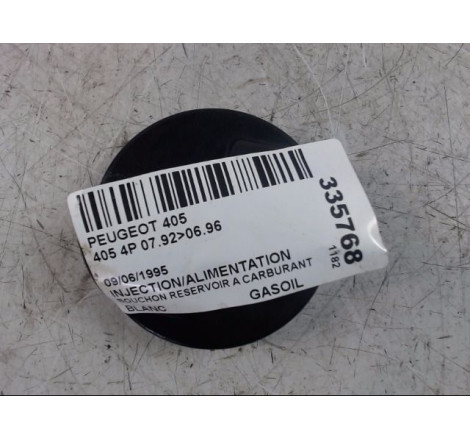 PEUGEOT 405
405 4P 07.92>06.96
09/06/1995
INJECTION/ALIMENTATION
BOUCHON RESERVOIR A CARBURANT
GASOIL
BLANC
335768
1182